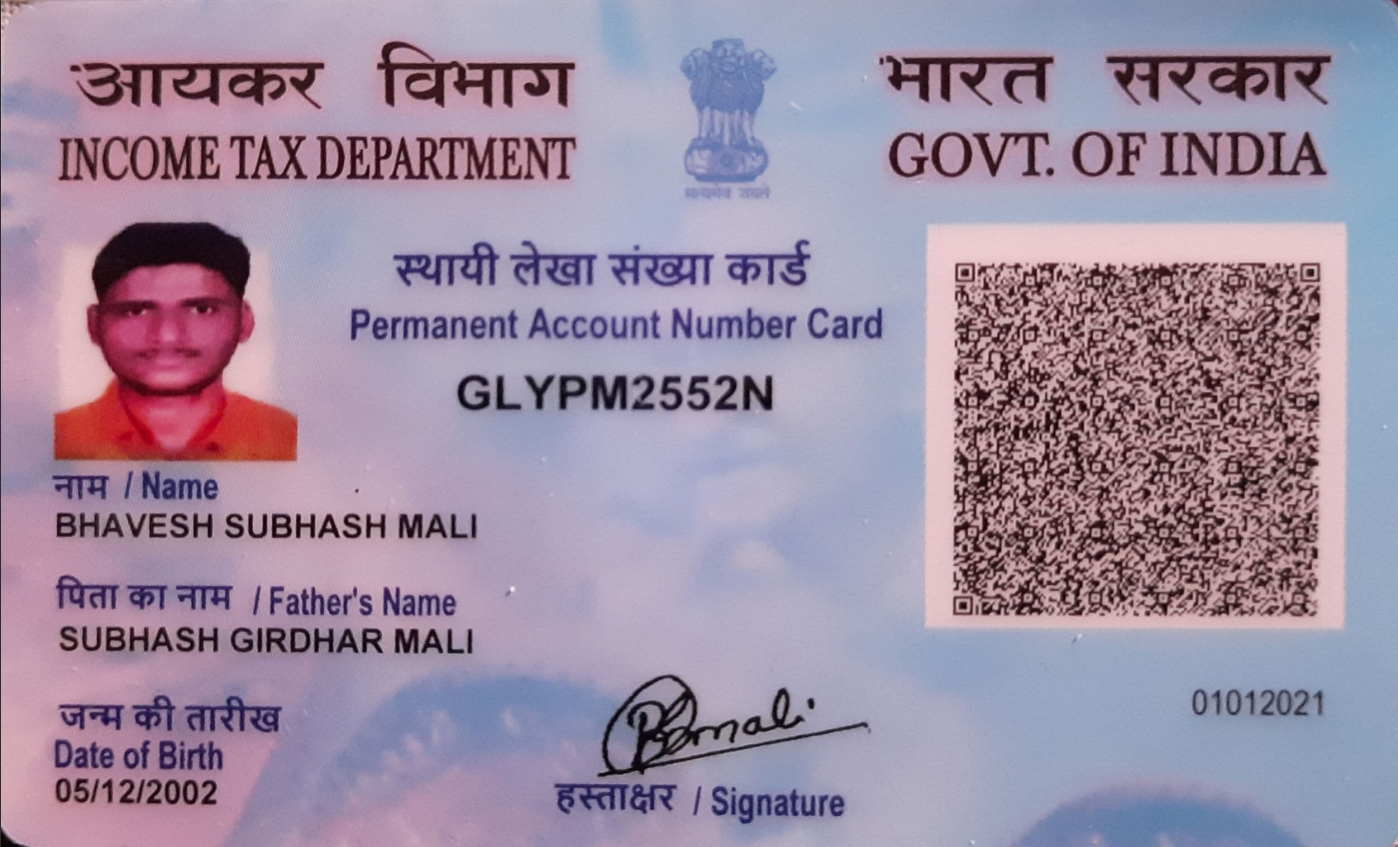 आयकर विभाग
INCOME TAX DEPARTMENT
सत्यमेव जयते
भारत सरकार
GOVT. OF INDIA
स्थायी लेखा संख्या कार्ड
Permanent Account Number Card
GLYPM2552N
नाम / Name
BHAVESH SUBHASH MALI
पिता का नाम / Father's Name
SUBHASH GIRDHAR MALI
जन्म की तारीख
Date of Birth
05/12/2002
हस्ताक्षर / Signature
01012021